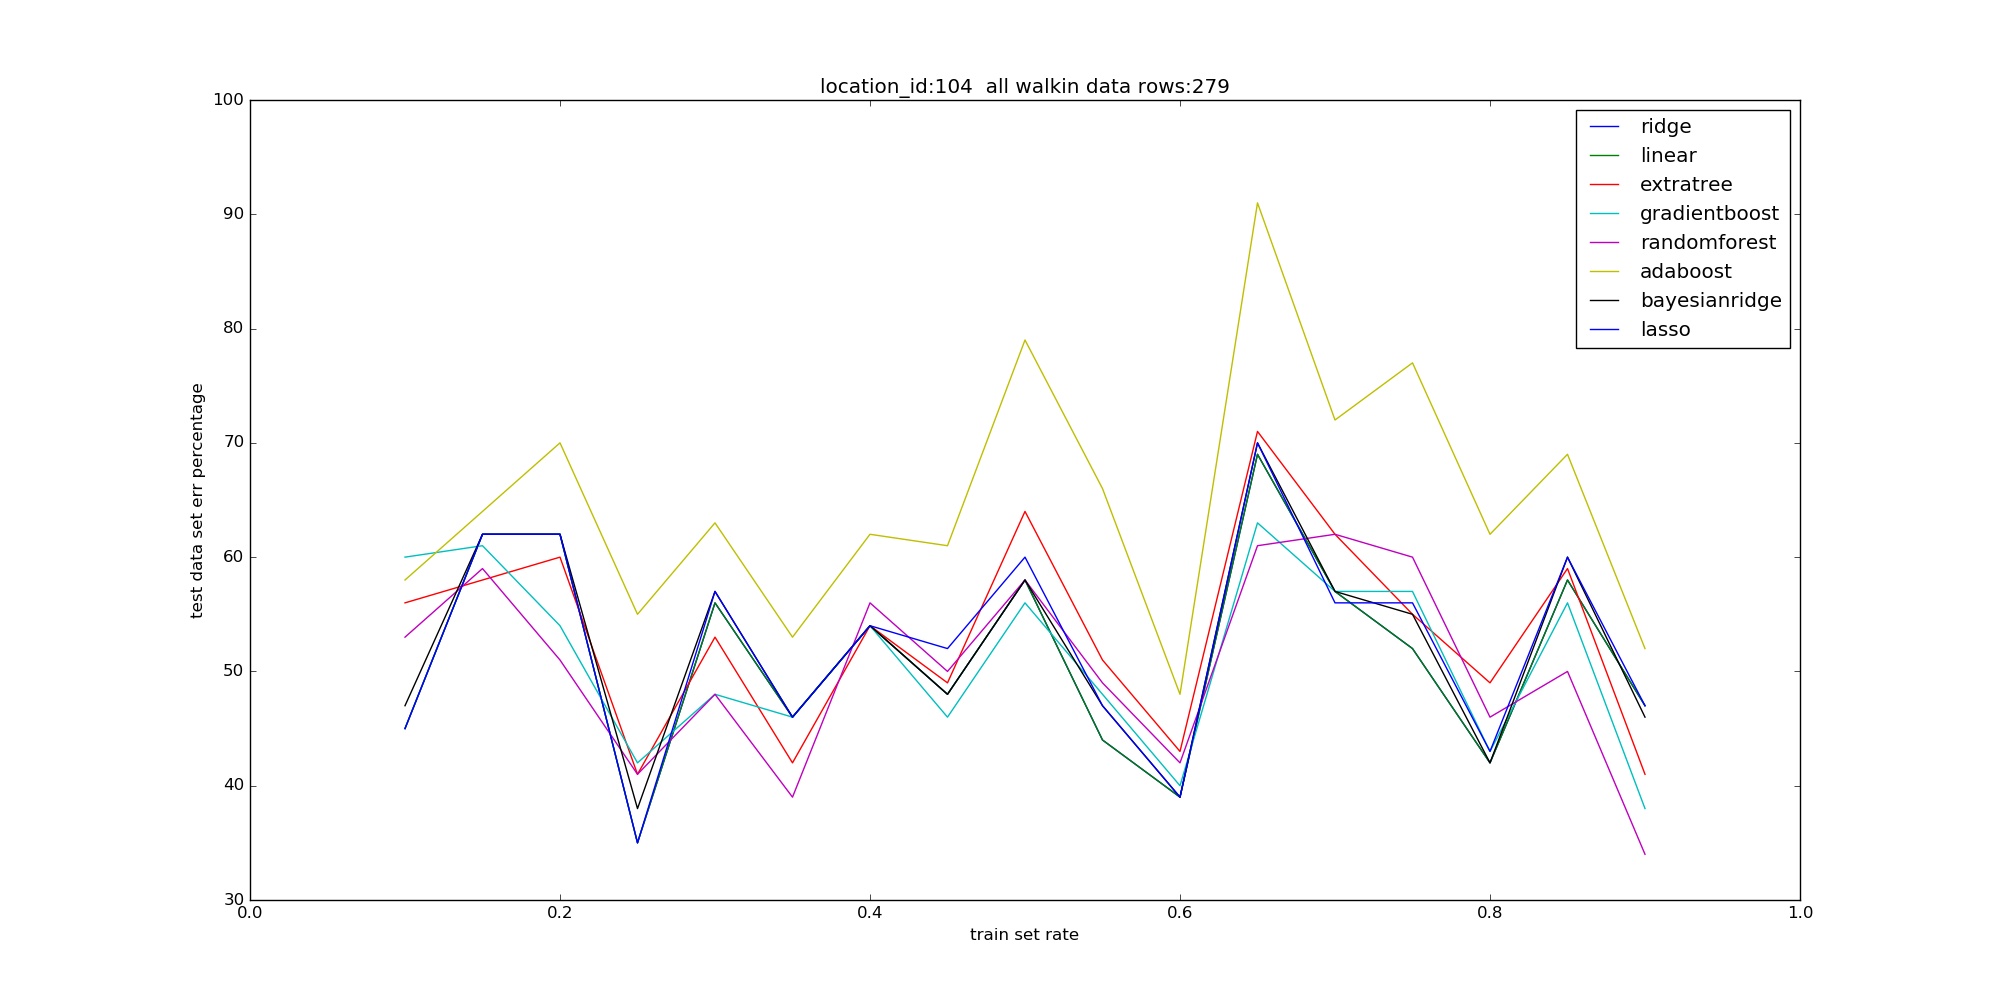 location_id:104  all walkin data rows:279
100
90
80
70
60
50
40
30
test data set err percentage
ridge
linear
extratree
gradientboost
randomforest
adaboost
bayesianridge
lasso
0.0 0.2 0.4 0.6 0.8 1.0
train set rate